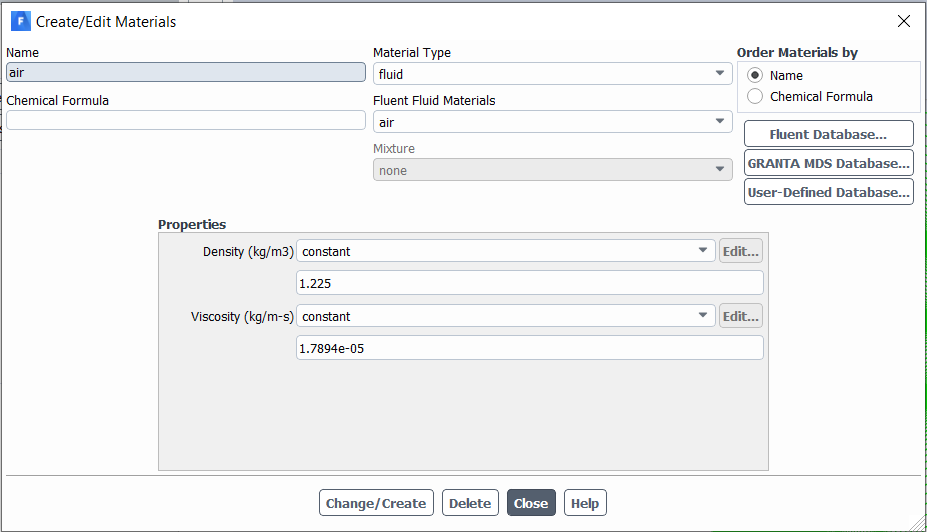 Create/Edit Materials
Name
air
Chemical Formula
Material Type
fluid
Fluent Fluid Materials
air
Mixture
none
Order Materials by
Name
Chemical Formula
Fluent Database...
GRANTA MDS Database...
User-Defined Database...
Properties
Density (kg/m3) constant Edit...
1.225
Viscosity (kg/m-s) constant Edit...
1.7894e-05
Change/Create Delete Close Help